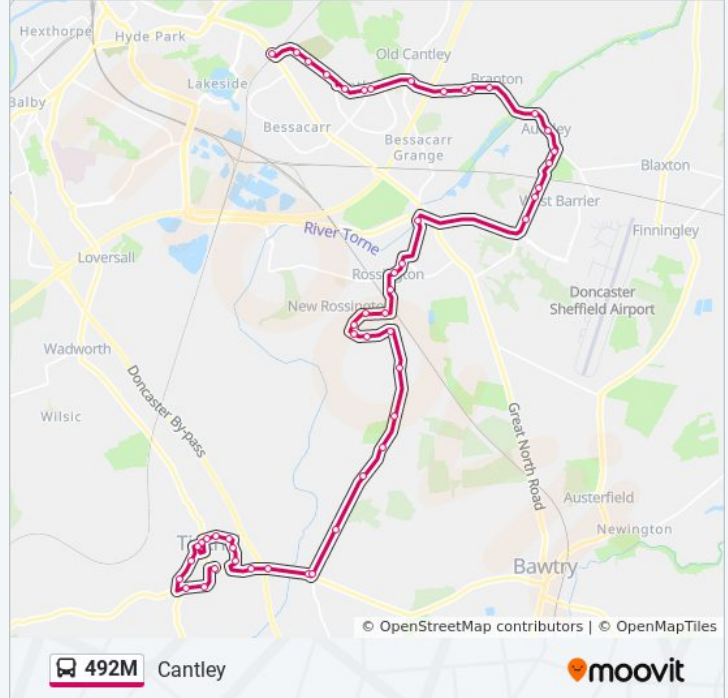 Hexthorpe
Hyde Park
Old Cantley
Lakeside
Branton
Balby
Bessacarr
Bessacarr
Grange
Blaxton
West Barrier
River Torne
Finningley
Loversall
Rossington
Doncaster
Sheffield Airport
New Rossington
Wadworth
Doncaster By-pass
Wilsic
Great North Road
Austerfield
Newington
Bawtry
© OpenStreetMap contributors | © OpenMapTiles
492M Cantley
moovit